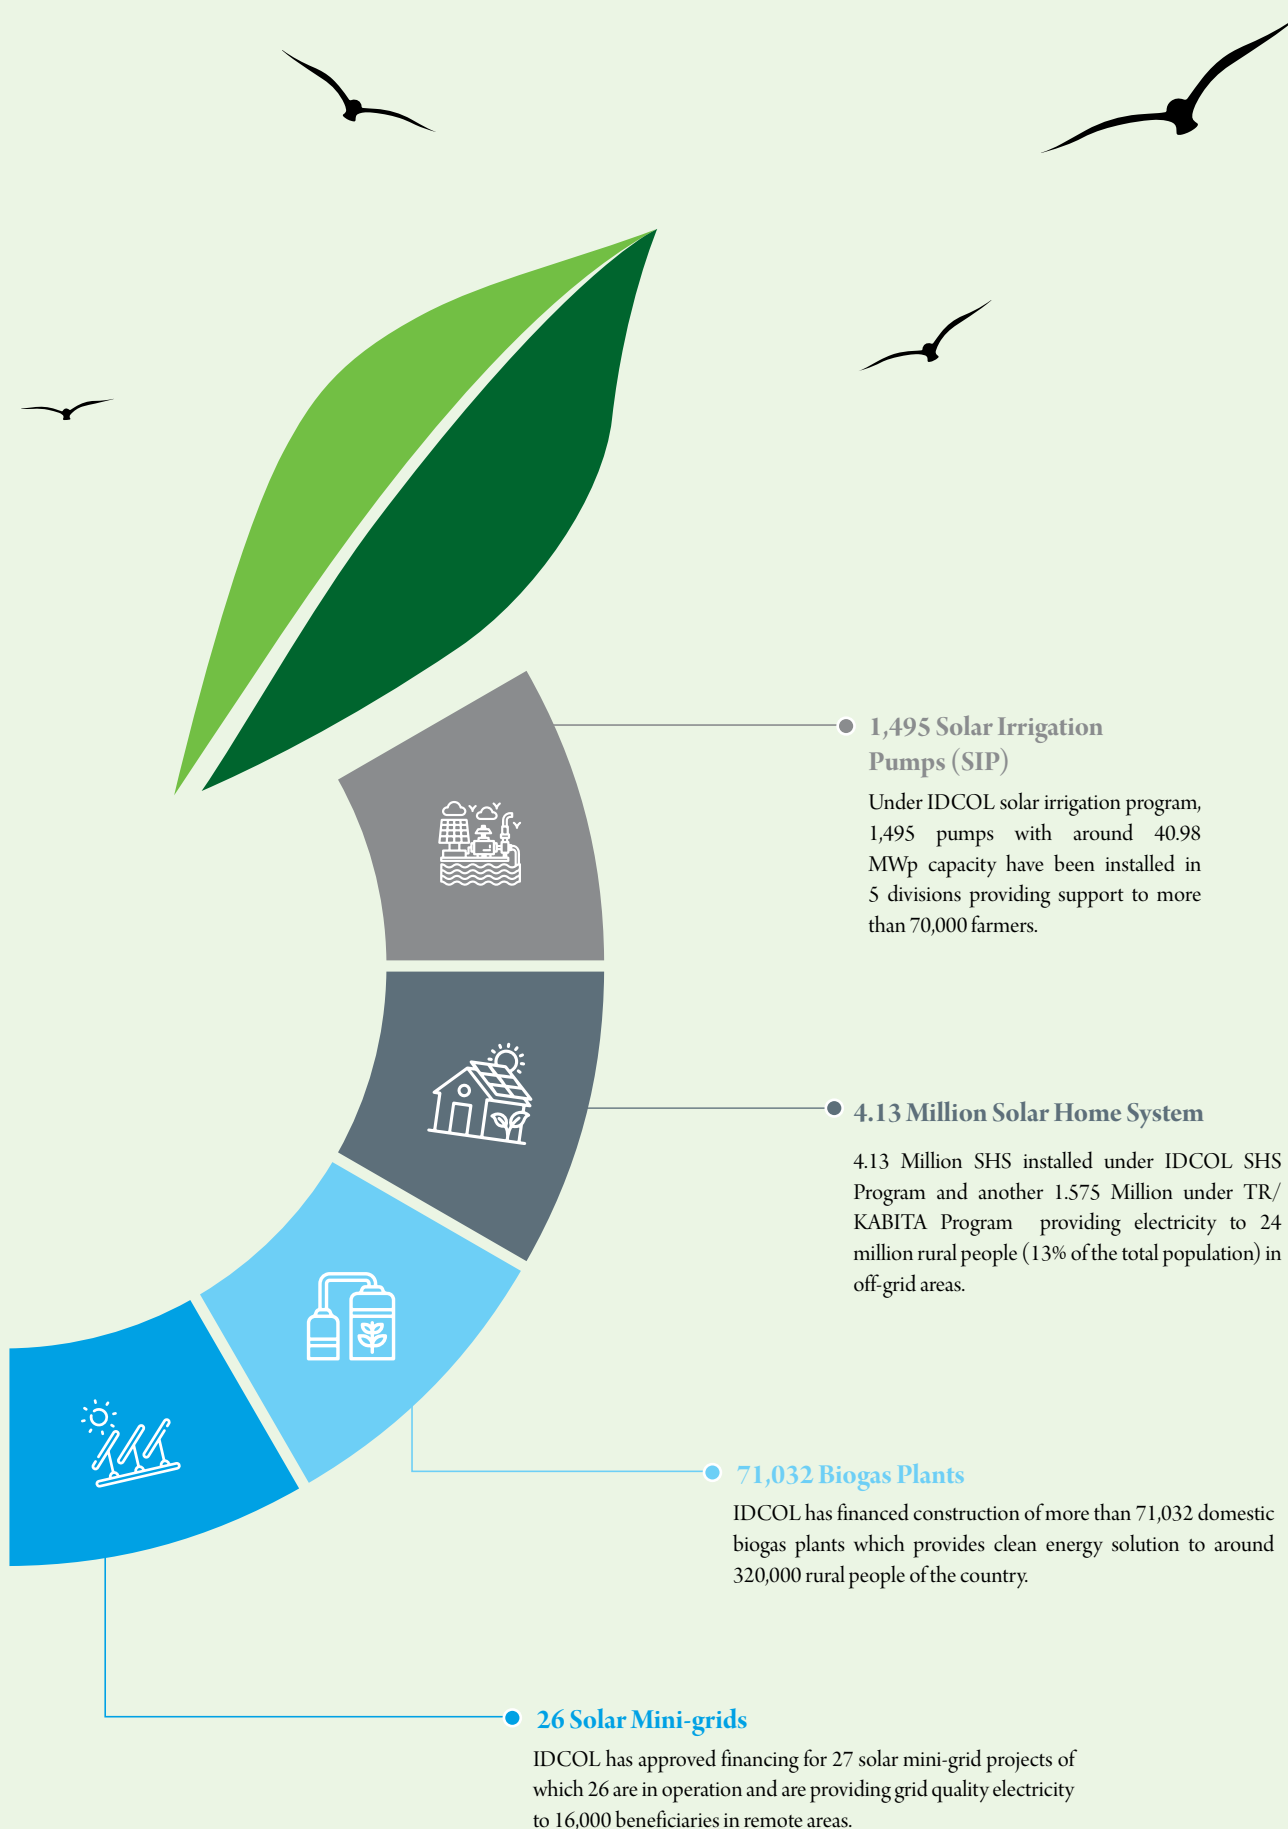 1,495 Solar Irrigation
Pumps (SIP)
Under IDCOL solar irrigation program,
1,495 pumps with around 40.98
MWp capacity have been installed in
5 divisions providing support to more
than 70,000 farmers.
4.13 Million Solar Home System
4.13 Million SHS installed under IDCOL SHS
Program and another 1.575 Million under TR/
KABITA Program providing electricity to 24
million rural people (13% of the total population) in
off-grid areas.
71,032 Biogas Plants
IDCOL has financed construction of more than 71,032 domestic
biogas plants which provides clean energy solution to around
320,000 rural people of the country.
26 Solar Mini-grids
IDCOL has approved financing for 27 solar mini-grid projects of
which 26 are in operation and are providing grid quality electricity
to 16,000 beneficiaries in remote areas.